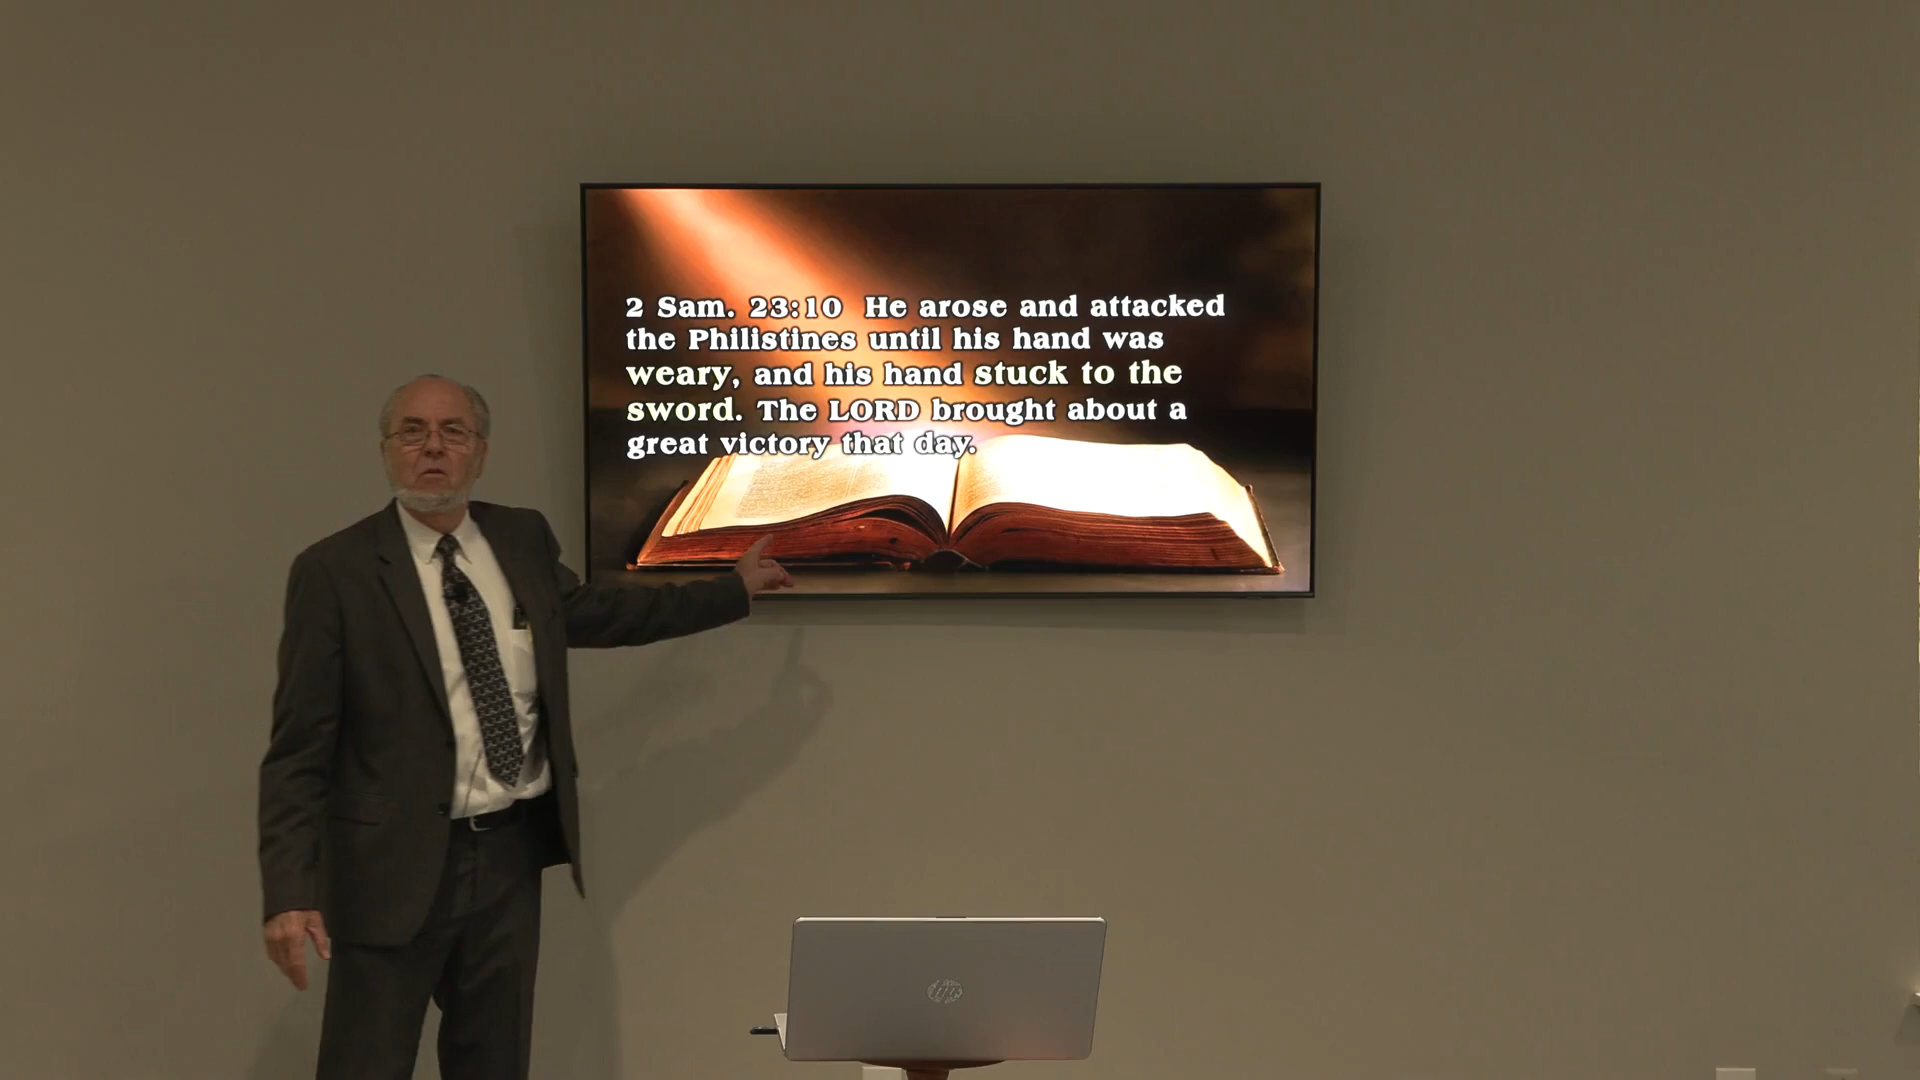 2 Sam. 23:10 He arose and attacked
the Philistines until his hand was
weary, and his hand stuck to the
sword. The LORD brought about a
great victory that day.
hp